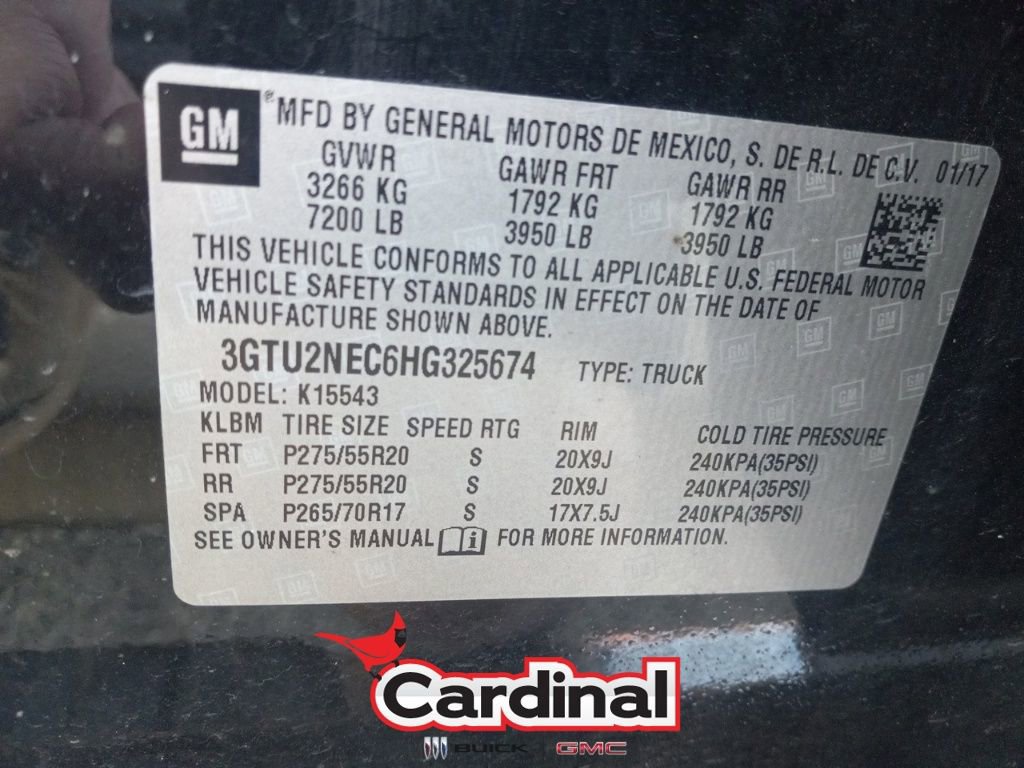 GM
®MFD BY GENERAL MOTORS DE MEXICO, S. DE R.L. DE C.V. 01/17
GVWR GAWR FRT GAWR RR
3266 KG 1792 KG 1792 KG
7200 LB 3950 LB 3950 LB
THIS VEHICLE CONFORMS TO ALL APPLICABLE U.S. FEDERAL MOTOR
VEHICLE SAFETY STANDARDS IN EFFECT ON THE DATE OF
MANUFACTURE SHOWN ABOVE.
3GTU2NEC6HG325674 TYPE: TRUCK
MODEL: K15543
KLBM TIRE SIZE SPEED RTG RIM COLD TIRE PRESSURE
FRT P275/55R20 S 20X9J 240KPA(35PSI)
RR P275/55R20 S 20X9J 240KPA(35PSI)
SPA P265/70R17 S 17X7.5J 240KPA(35PSI)
SEE OWNER'S MANUAL i FOR MORE INFORMATION.
Cardinal
BUICK GMC